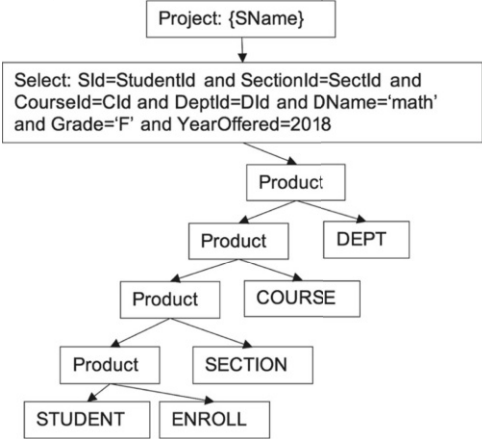 Project: {SName}
Select: SId=StudentId and SectionId=SectId and
CourseId=CId and DeptId=DId and DName=‘math’
and Grade=‘F’ and YearOffered=2018
Product
Product
DEPT
Product
COURSE
Product
SECTION
STUDENT
ENROLL